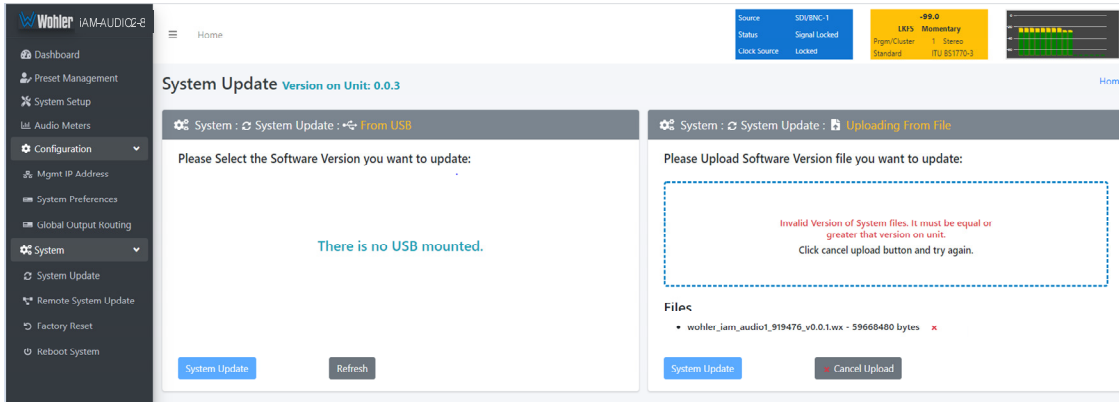 Wohler iAM-AUDIO2-8
Dashboard
Preset Management
System Setup
Audio Meters
Configuration
Mgmt IP Address
System Preferences
Global Output Routing
System
System Update
Remote System Update
Factory Reset
Reboot System
Home
Source SDI/BNC-1
Status Signal Locked
Clock Source Locked
-99.0
LKFS Momentary
Prgm/Cluster 1 Stereo
Standard ITU BS1770-3
System Update Version on Unit: 0.0.3
Hom
System : System Update : From USB
Please Select the Software Version you want to update:
There is no USB mounted.
System Update Refresh
System : System Update : Uploading From File
Please Upload Software Version file you want to update:
Invalid Version of System files. It must be equal or
greater that version on unit.
Click cancel upload button and try again.
Files
wohler_iam_audio1_919476_v0.0.1.wx - 59668480 bytes x
System Update x Cancel Upload